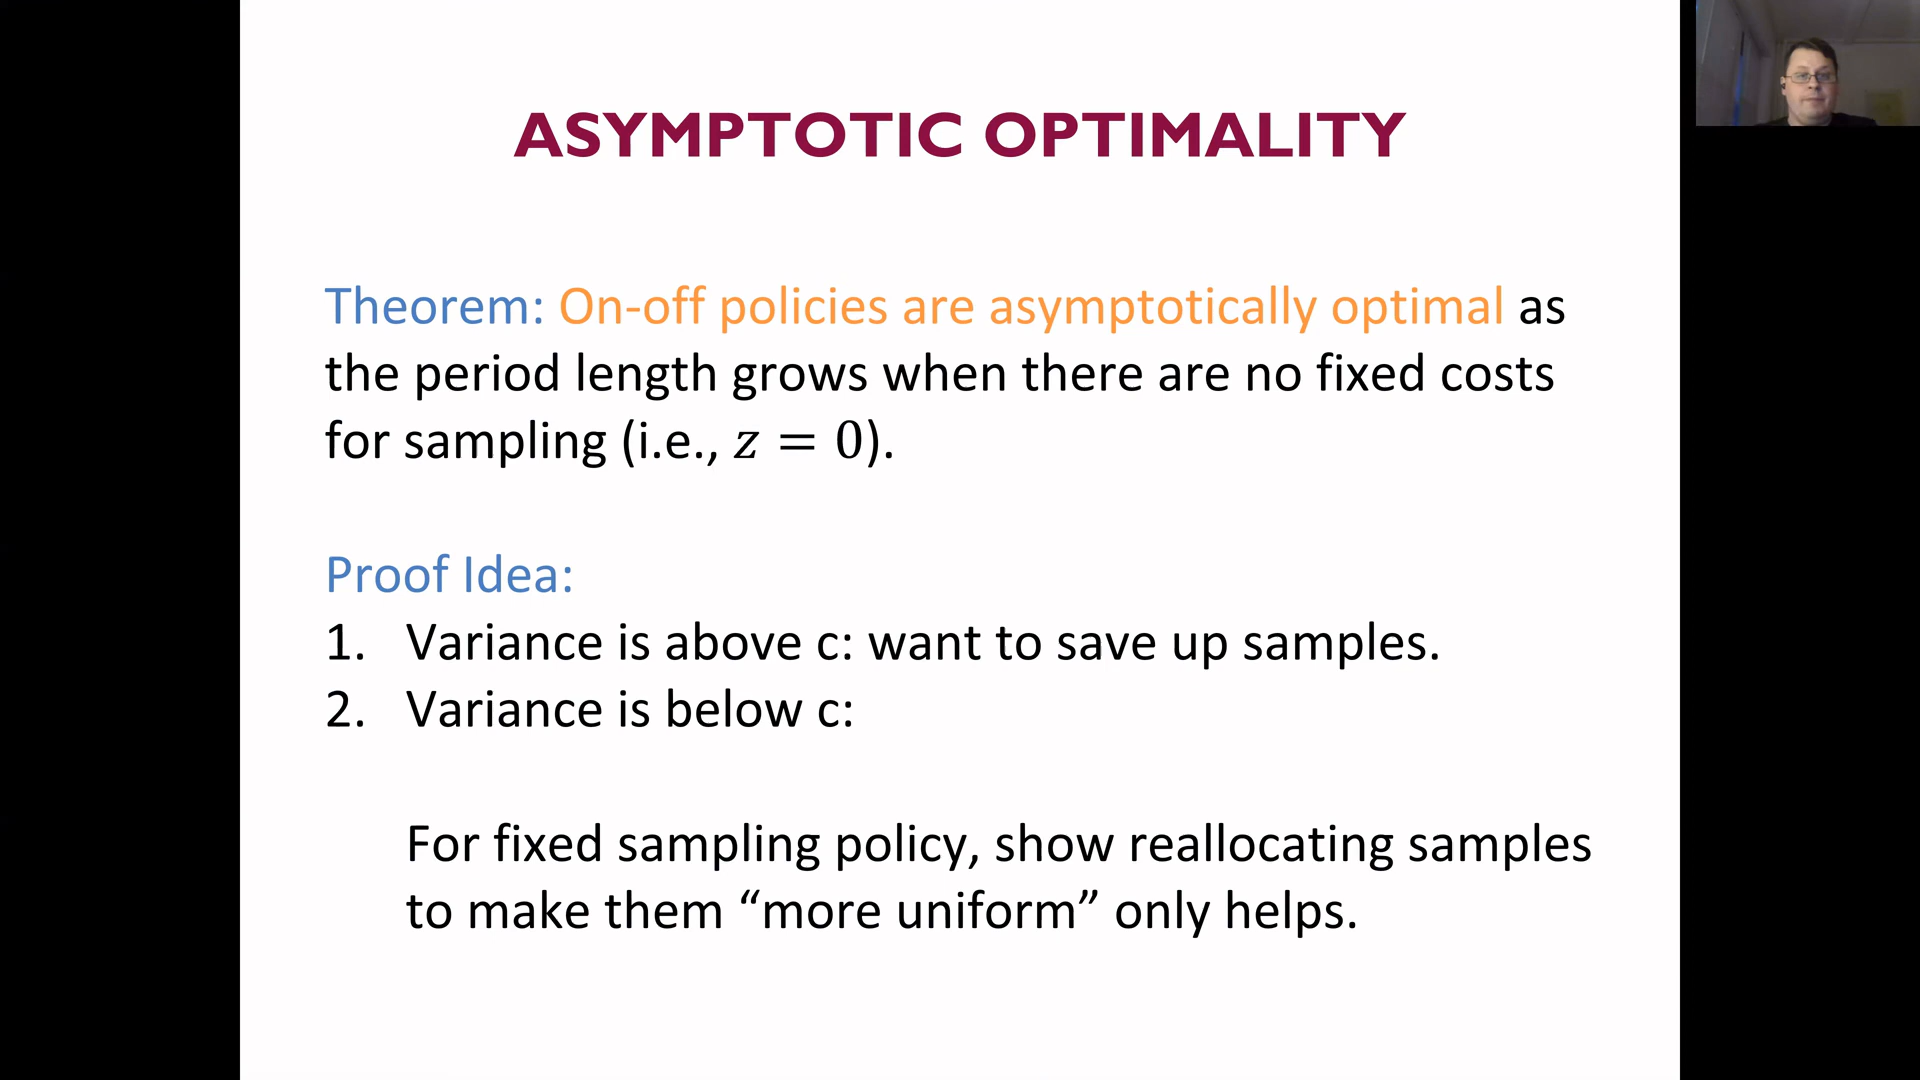 ASYMPTOTIC OPTIMALITY
Theorem: On-off policies are asymptotically optimal as
the period length grows when there are no fixed costs
for sampling (i.e., z = 0).
Proof Idea:
1. Variance is above c: want to save up samples.
2. Variance is below c:
For fixed sampling policy, show reallocating samples
to make them “more uniform” only helps.